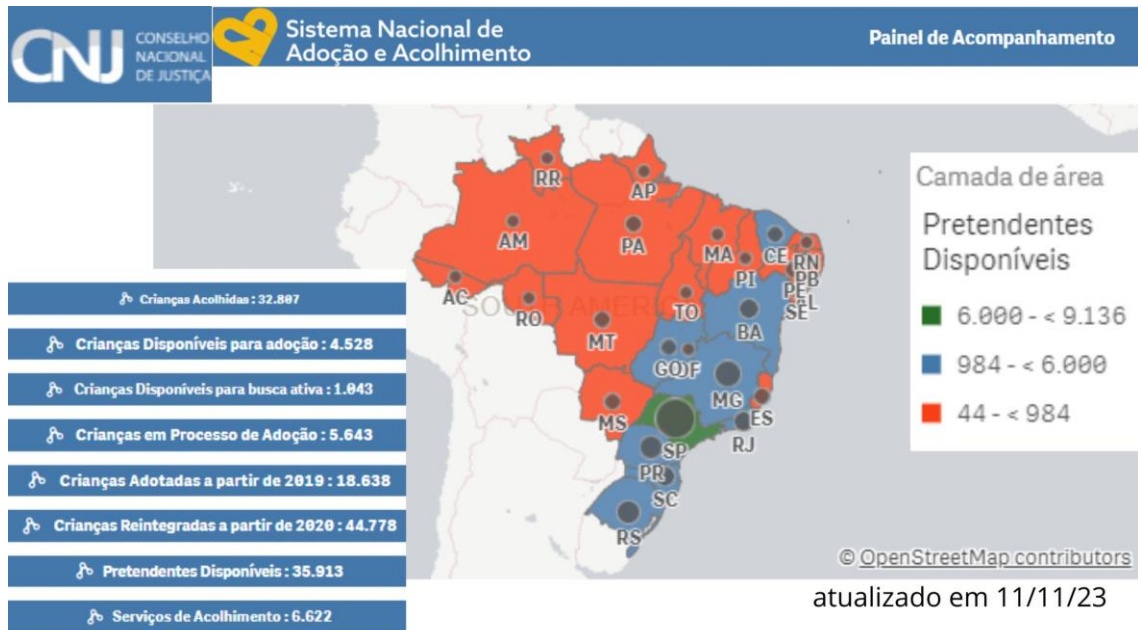 CNJ
CONSELHO
NACIONAL
DE JUSTIÇA
Sistema Nacional de
Adoção e Acolhimento
Painel de Acompanhamento
Camada de área
Pretendentes
Disponíveis
6.000 - < 9.136
984 - < 6.000
44 - < 984
RR
AP
AM
PA
MA
CE
RN
PB
PI
PE
AL
SE
AC
RO
TO
BA
MT
GO
DF
MG
ES
MS
SP
RJ
PR
SC
RS
SOUTH AMERICA
Crianças Acolhidas : 32.807
Crianças Disponíveis para adoção : 4.528
Crianças Disponíveis para busca ativa : 1.043
Crianças em Processo de Adoção : 5.643
Crianças Adotadas a partir de 2019 : 18.638
Crianças Reintegradas a partir de 2020 : 44.778
Pretendentes Disponíveis : 35.913
Serviços de Acolhimento : 6.622
© OpenStreetMap contributors
atualizado em 11/11/23